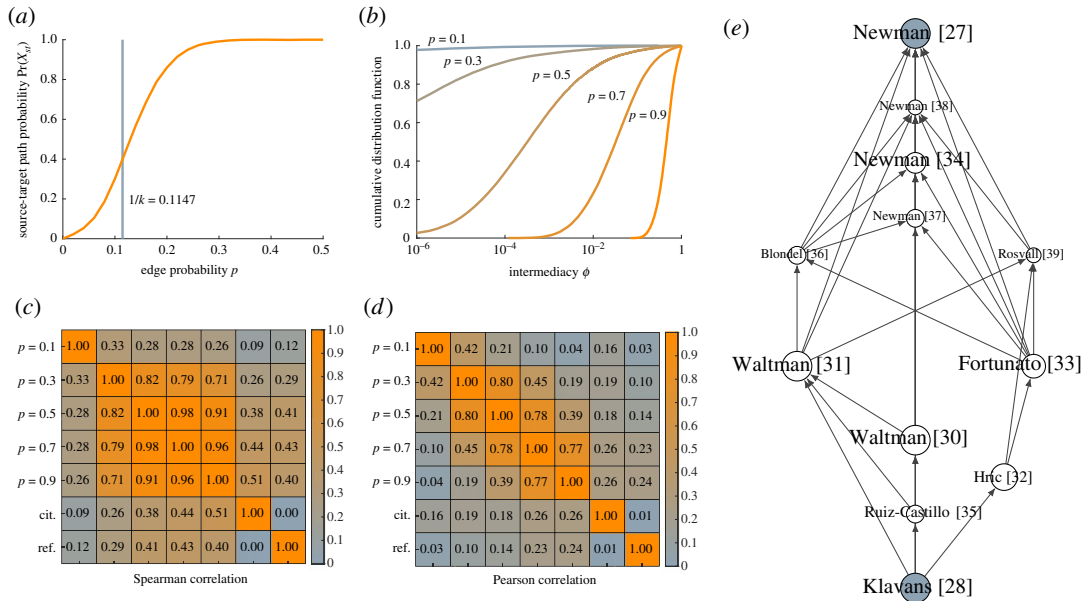 (a)
source-target path probability Pr(X_st)
1.0
0.8
0.6
0.4
0.2
0
1/k = 0.1147
0 0.1 0.2 0.3 0.4 0.5
edge probability p
(b)
cumulative distribution function
1.0
0.8
0.6
0.4
0.2
0
p = 0.1
p = 0.3
p = 0.5
p = 0.7
p = 0.9
10⁻⁶ 10⁻⁴ 10⁻² 1
intermediacy ϕ
(c)
p = 0.1 1.00 0.33 0.28 0.28 0.26 0.09 0.12
p = 0.3 0.33 1.00 0.82 0.79 0.71 0.26 0.29
p = 0.5 0.28 0.82 1.00 0.98 0.91 0.38 0.41
p = 0.7 0.28 0.79 0.98 1.00 0.96 0.44 0.43
p = 0.9 0.26 0.71 0.91 0.96 1.00 0.51 0.40
cit. 0.09 0.26 0.38 0.44 0.51 1.00 0.00
ref. 0.12 0.29 0.41 0.43 0.40 0.00 1.00
Spearman correlation
1.0
0.9
0.8
0.7
0.6
0.5
0.4
0.3
0.2
0.1
0
(d)
p = 0.1 1.00 0.42 0.21 0.10 0.04 0.16 0.03
p = 0.3 0.42 1.00 0.80 0.45 0.19 0.19 0.10
p = 0.5 0.21 0.80 1.00 0.78 0.39 0.18 0.14
p = 0.7 0.10 0.45 0.78 1.00 0.77 0.26 0.23
p = 0.9 0.04 0.19 0.39 0.77 1.00 0.26 0.24
cit. 0.16 0.19 0.18 0.26 0.26 1.00 0.01
ref. 0.03 0.10 0.14 0.23 0.24 0.01 1.00
Pearson correlation
1.0
0.9
0.8
0.7
0.6
0.5
0.4
0.3
0.2
0.1
0
(e)
Newman [27]
Newman [38]
Newman [34]
Newman [37]
Blondel [36]
Rosvall [39]
Waltman [31]
Fortunato [33]
Waltman [30]
Hric [32]
Ruiz-Castillo [35]
Klavans [28]